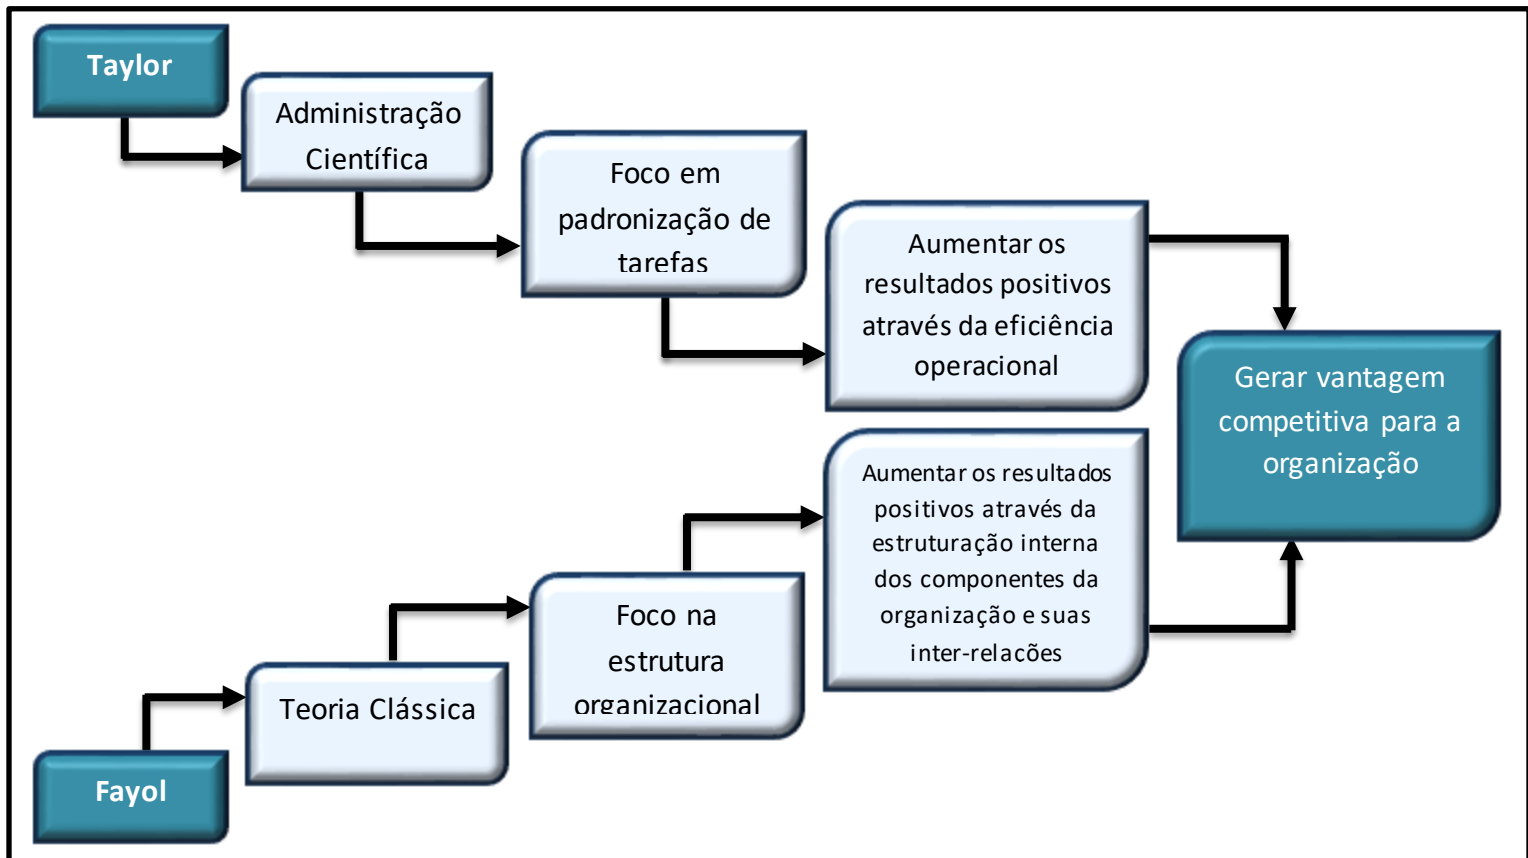 Taylor
Administração
Científica
Foco em
padronização de
tarefas
Aumentar os
resultados positivos
através da eficiência
operacional
Gerar vantagem
competitiva para a
organização
Aumentar os resultados
positivos através da
estruturação interna
dos componentes da
organização e suas
inter-relações
Foco na
estrutura
organizacional
Teoria Clássica
Fayol